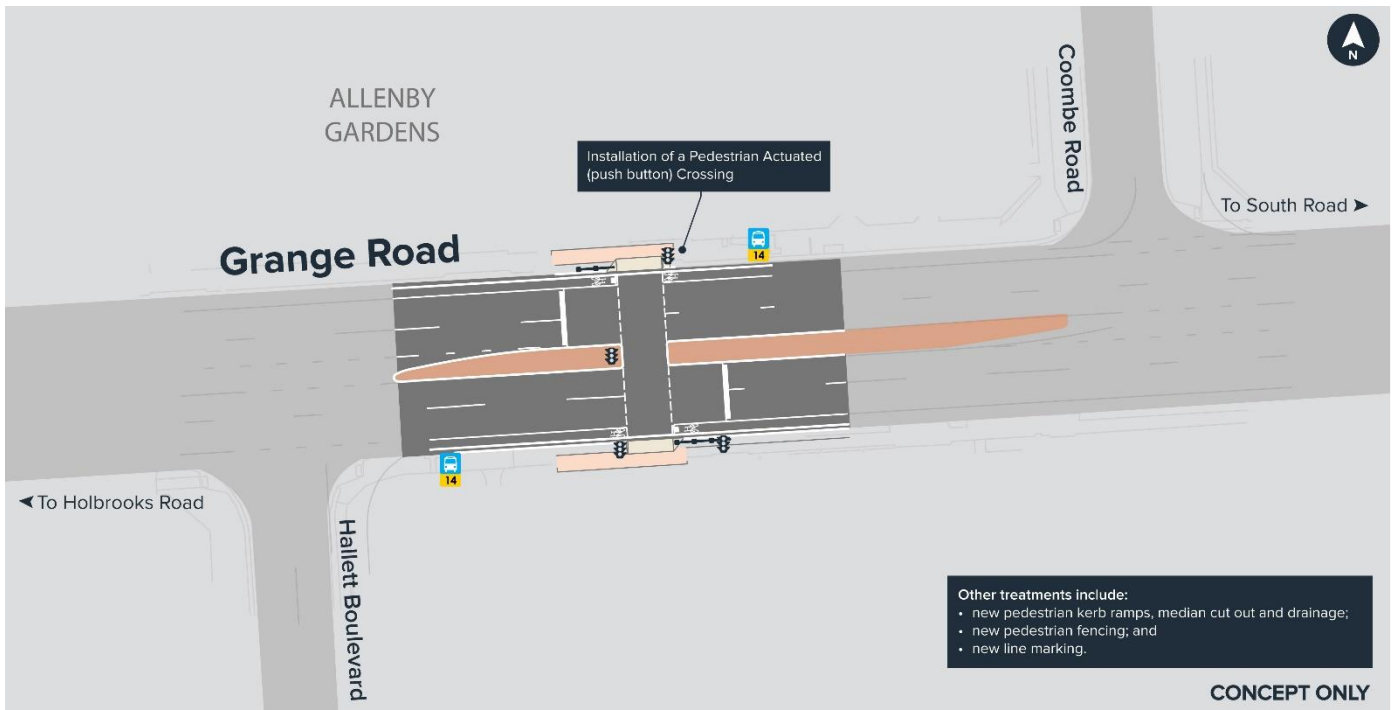 N
ALLENBY
GARDENS
Coombe Road
Installation of a Pedestrian Actuated
(push button) Crossing
To South Road ➤
Grange Road
14
14
◄ To Holbrooks Road
Hallett Boulevard
Other treatments include:
• new pedestrian kerb ramps, median cut out and drainage;
• new pedestrian fencing; and
• new line marking.
CONCEPT ONLY